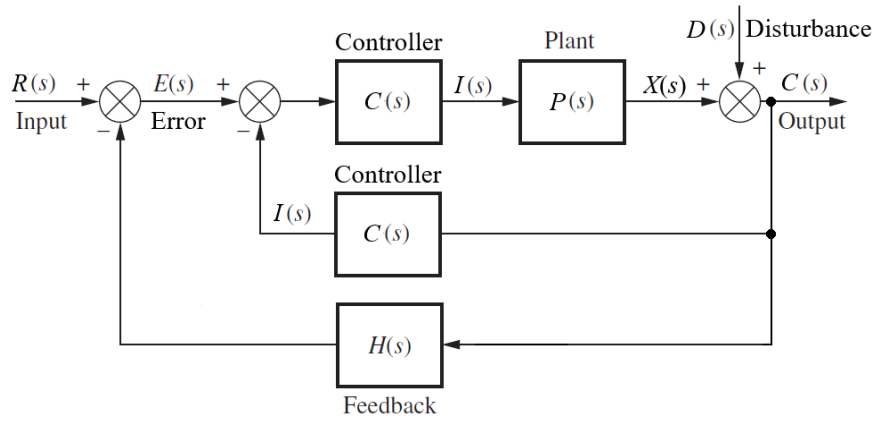 Controller
Plant
D(s) Disturbance
R(s) +
E(s) +
C(s)
I(s)
P(s)
X(s) +
+
C(s)
Input
−
Error
−
Output
Controller
I(s)
C(s)
H(s)
Feedback